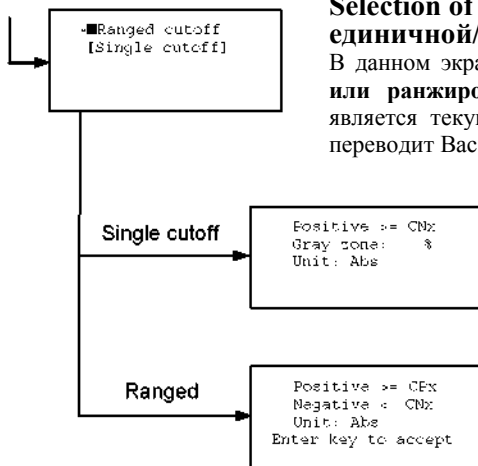 Ranged cutoff
[Single cutoff]
Selection of
единичной/
В данном экра
или ранжиро
является теку
переводит Вас
Single cutoff
Positive >= CNx
Gray zone: %
Unit: Abs
Ranged
Positive >= CPx
Negative < CNx
Unit: Abs
Enter key to accept